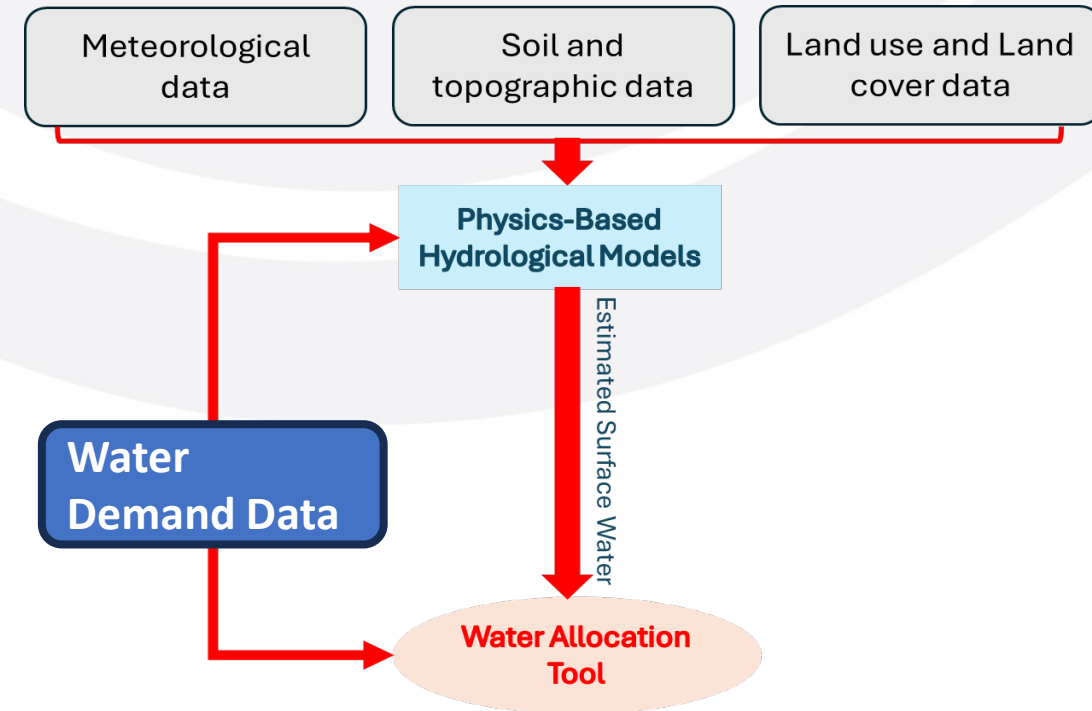 Meteorological
data
Soil and
topographic data
Land use and Land
cover data
Physics-Based
Hydrological Models
Estimated Surface Water
Water
Demand Data
Water Allocation
Tool